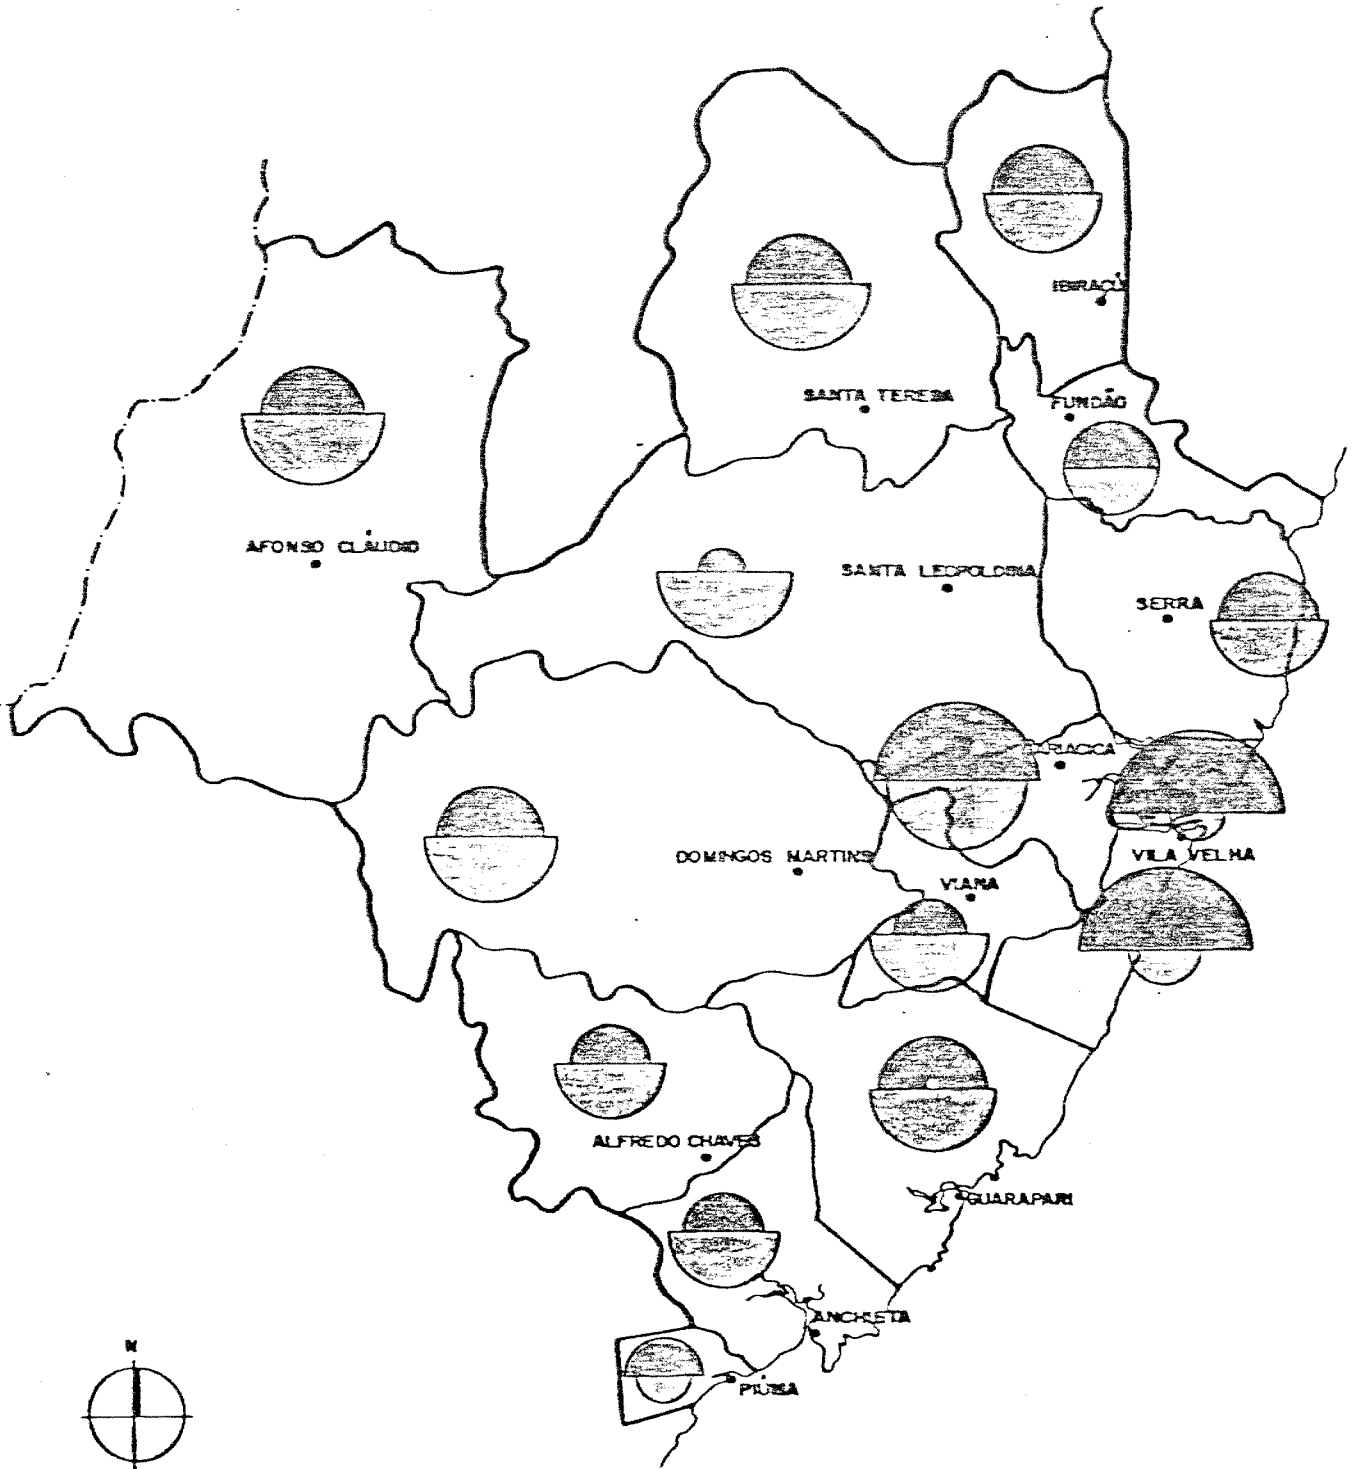 IBIRAÇU
SANTA TERESA
FUNDÃO
AFONSO CLÁUDIO
SANTA LEOPOLDINA
SERRA
CARIACICA
DOMINGOS MARTINS
VILA VELHA
VIANA
ALFREDO CHAVES
GUARAPARI
ANCHIETA
N
PIÚMA